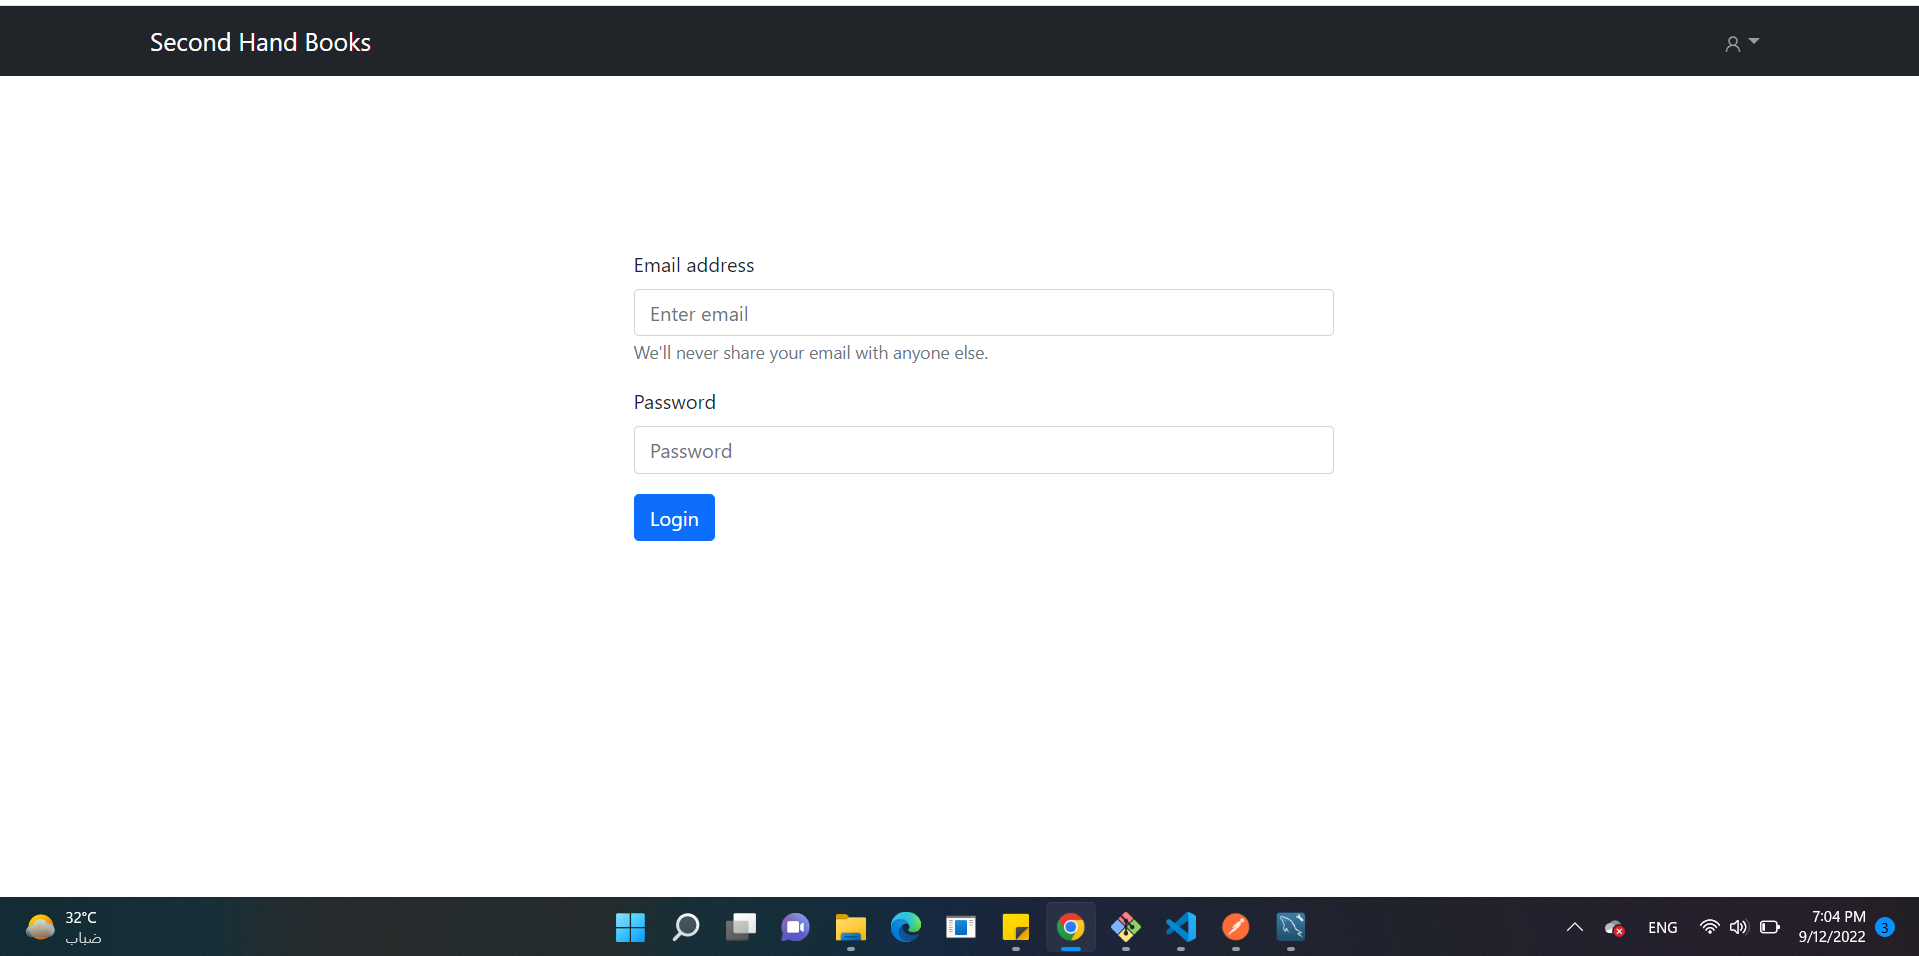 Second Hand Books
Email address
Enter email
We'll never share your email with anyone else.
Password
Password
Login
32°C
ضباب
ENG
7:04 PM
9/12/2022
3